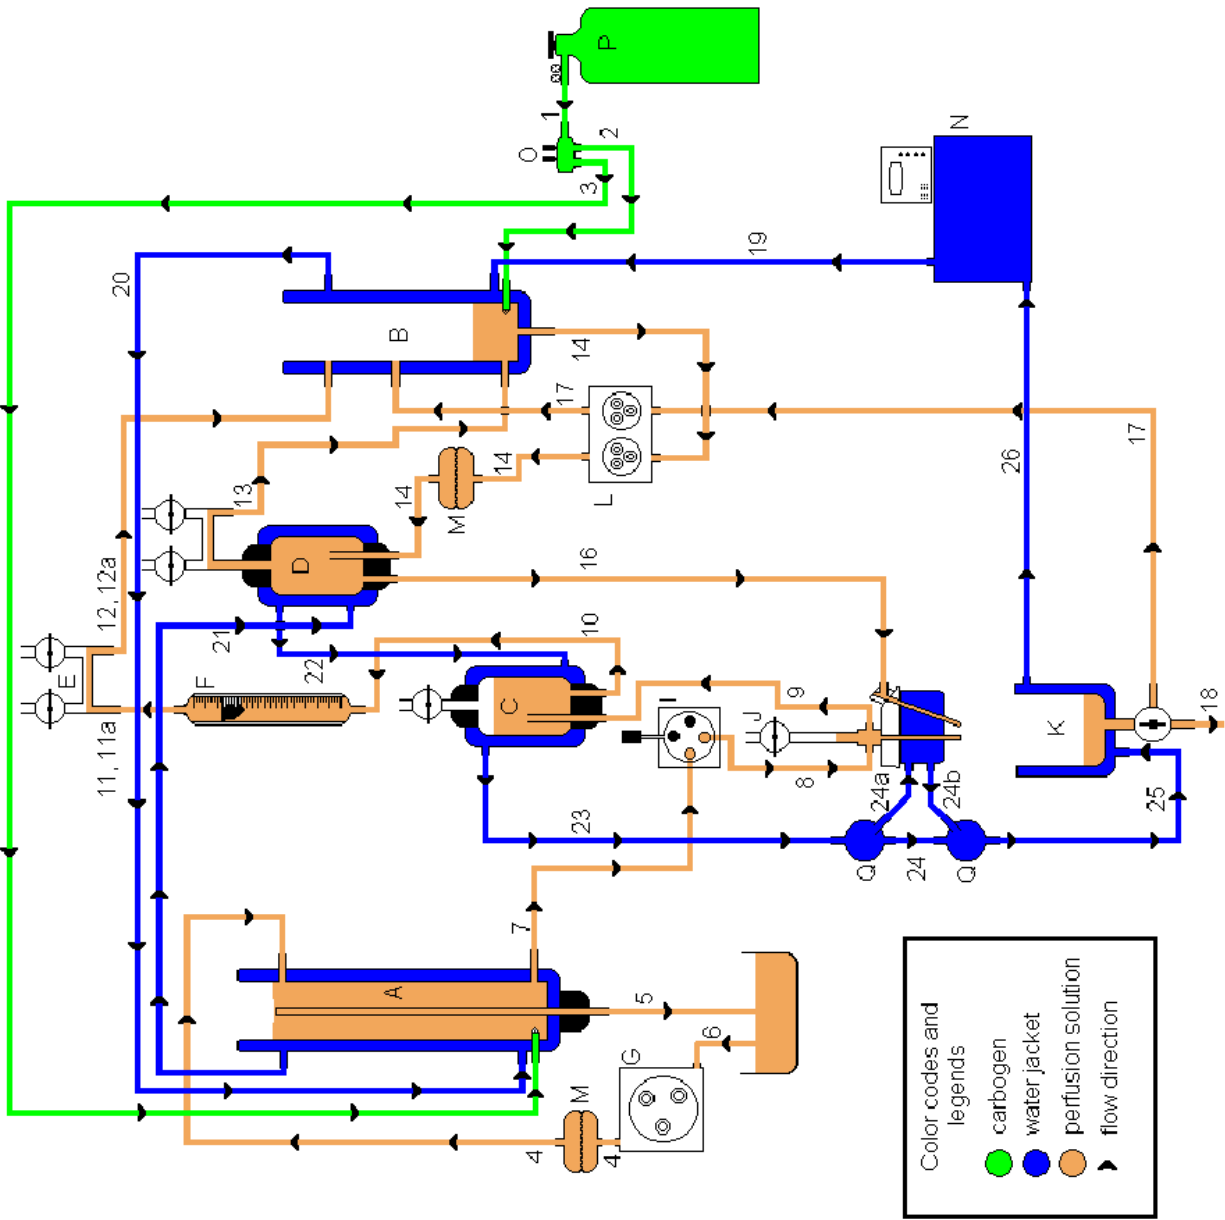 P
1
O
2
3
N
19
20
B
14
17
17
26
13
14
14
M
L
D
12, 12a
16
E
21
F
22
10
11, 11a
C
I
9
J
8
K
18
24a
24b
25
23
Q
24
Q
7
A
5
6
G
M
4
4
Color codes and
legends
carbogen
water jacket
perfusion solution
flow direction